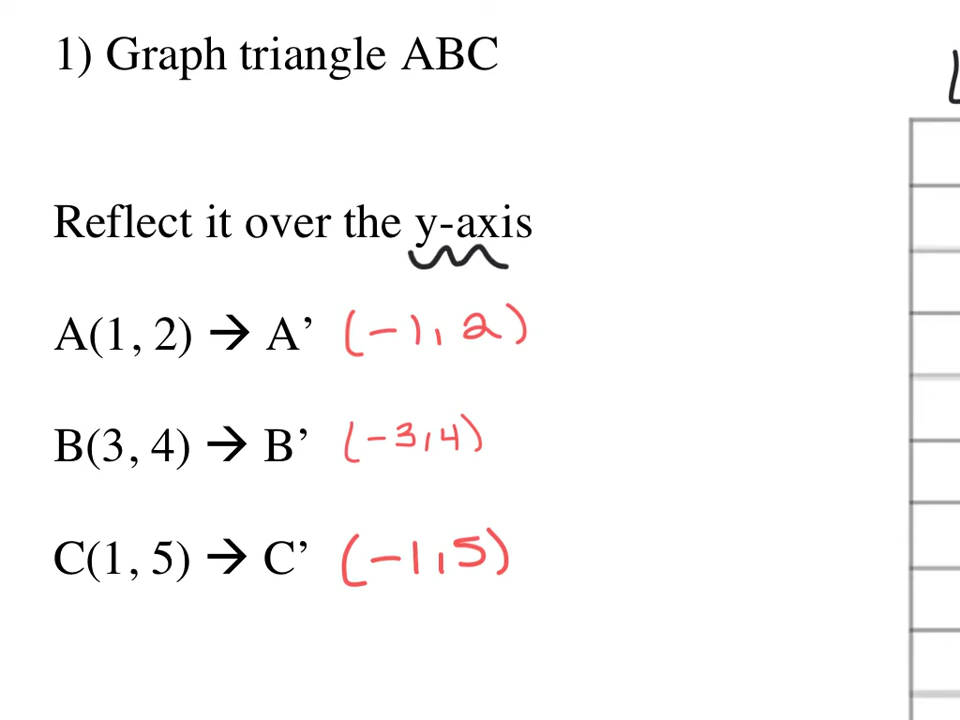 1) Graph triangle ABC
Reflect it over the y-axis
A(1, 2) → A’ (-1, 2)
B(3, 4) → B’ (-3, 4)
C(1, 5) → C’ (-1, 5)